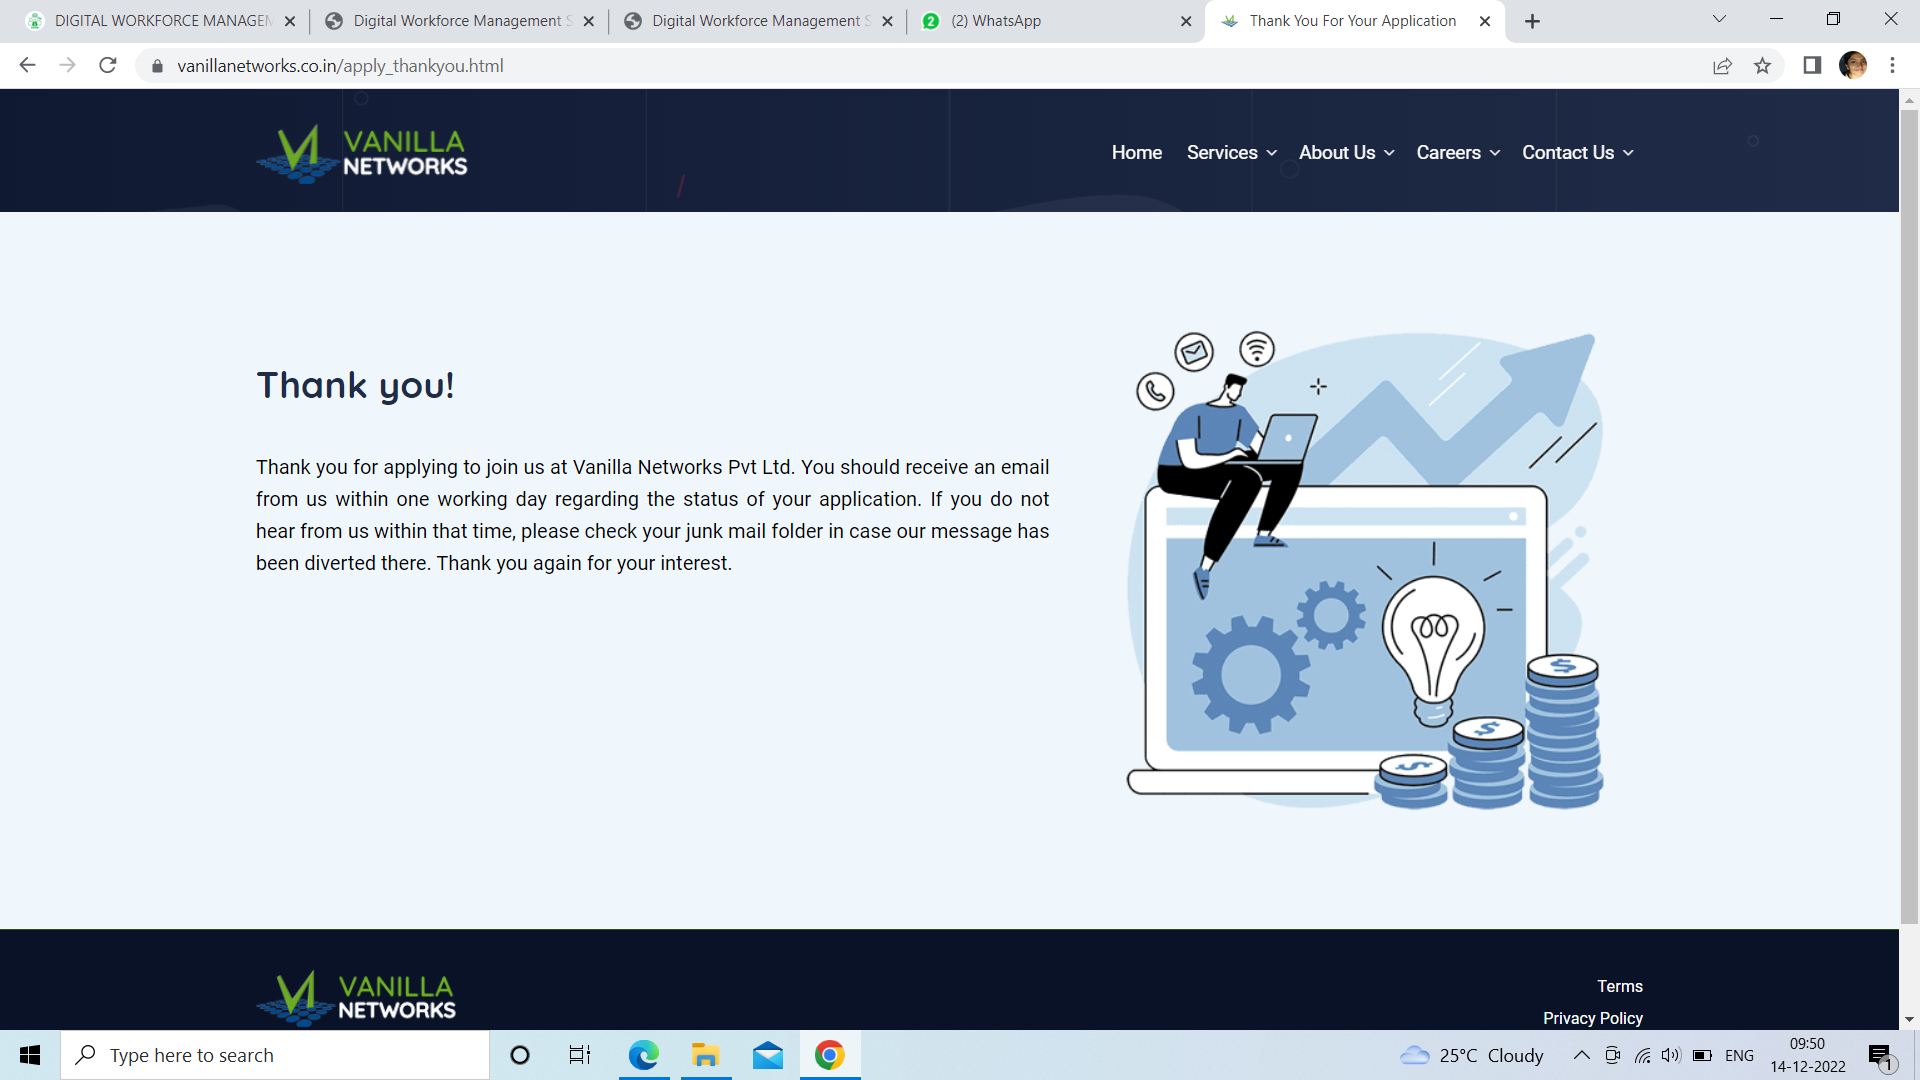 DIGITAL WORKFORCE MANAGEM
Digital Workforce Management S
Digital Workforce Management S
2
(2) WhatsApp
Thank You For Your Application
vanillanetworks.co.in/apply_thankyou.html
VANILLA
NETWORKS
Home
Services
About Us
Careers
Contact Us
Thank you!
Thank you for applying to join us at Vanilla Networks Pvt Ltd. You should receive an email
from us within one working day regarding the status of your application. If you do not
hear from us within that time, please check your junk mail folder in case our message has
been diverted there. Thank you again for your interest.
$
$
$
VANILLA
NETWORKS
Terms
Privacy Policy
Type here to search
25°C Cloudy
ENG
09:50
14-12-2022
1